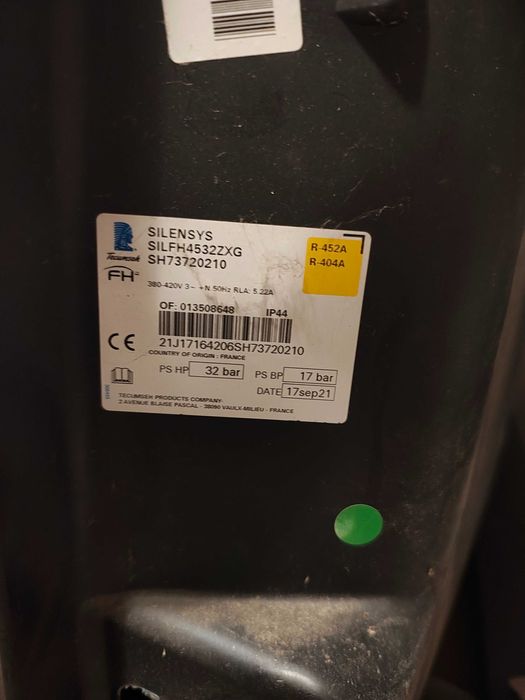 SILENSYS
SILFH4532ZXG
SH73720210
R-452A
R-404A
Tecumseh
FH
380-420V 3~ +N 50Hz RLA: 5.22A
OF: 013508648 IP44
21J17164206SH73720210
COUNTRY OF ORIGIN : FRANCE
CE
PS HP 32 bar PS BP 17 bar
DATE 17sep21
TECUMSEH PRODUCTS COMPANY-
2 AVENUE BLAISE PASCAL - 38090 VAULX-MILIEU - FRANCE